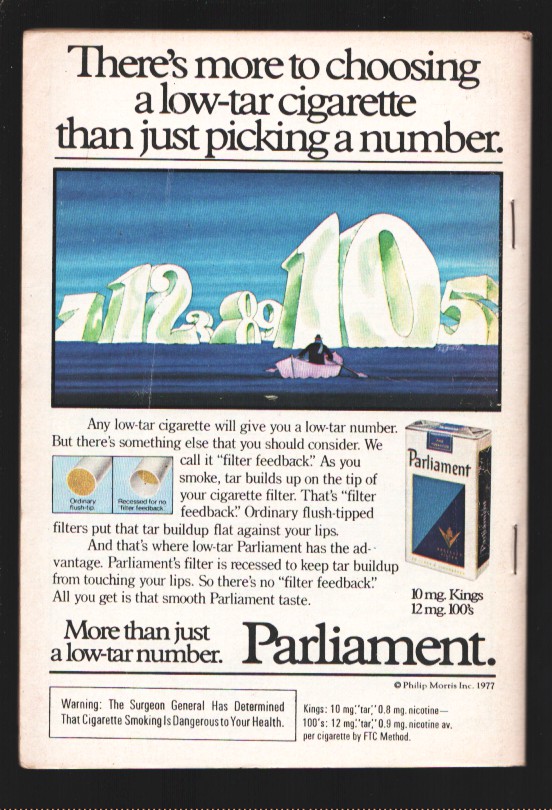 There's more to choosing
a low-tar cigarette
than just picking a number.
7 12 3 8 9 10 5
Any low-tar cigarette will give you a low-tar number.
But there's something else that you should consider. We
call it "filter feedback." As you
smoke, tar builds up on the tip of
your cigarette filter. That's "filter
feedback." Ordinary flush-tipped
filters put that tar buildup flat against your lips.
Ordinary
flush-tip
Recessed for no
"filter feedback"
And that's where low-tar Parliament has the ad-
vantage. Parliament's filter is recessed to keep tar buildup
from touching your lips. So there's no "filter feedback."
All you get is that smooth Parliament taste.
Parliament
Parliament
10 mg. Kings
12 mg. 100's
More than just
a low-tar number.
Parliament.
© Philip Morris Inc. 1977
Warning: The Surgeon General Has Determined
That Cigarette Smoking Is Dangerous to Your Health.
Kings: 10 mg."tar," 0.8 mg. nicotine—
100's: 12 mg."tar," 0.9 mg. nicotine av.
per cigarette by FTC Method.